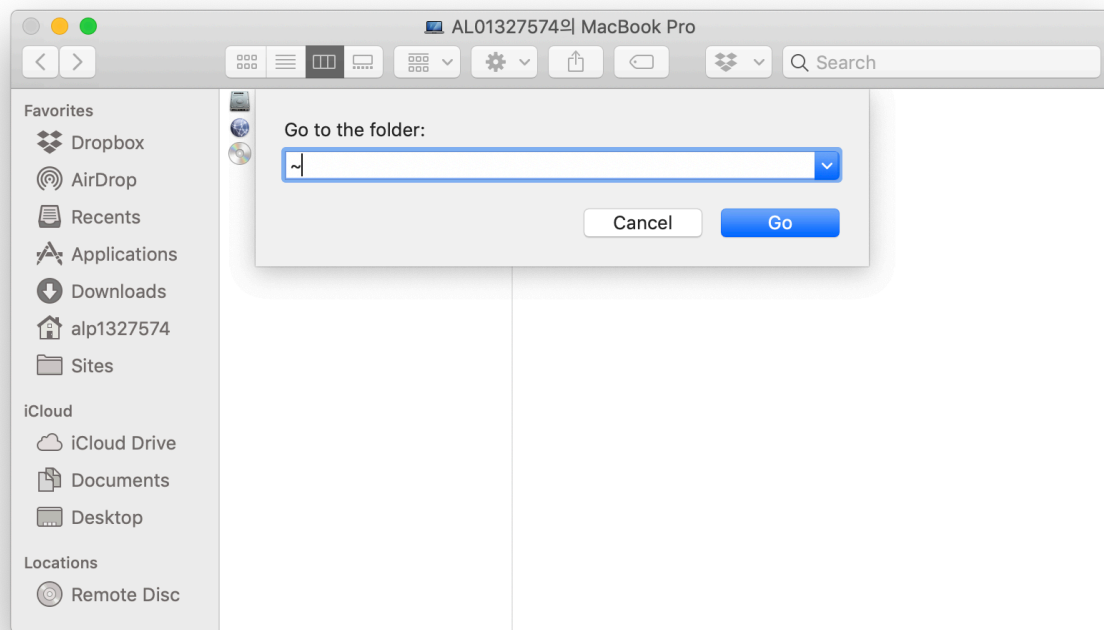 AL01327574의 MacBook Pro
Search
Favorites
Dropbox
AirDrop
Recents
Applications
Downloads
alp1327574
Sites
iCloud
iCloud Drive
Documents
Desktop
Locations
Remote Disc
Go to the folder:
~
Cancel
Go